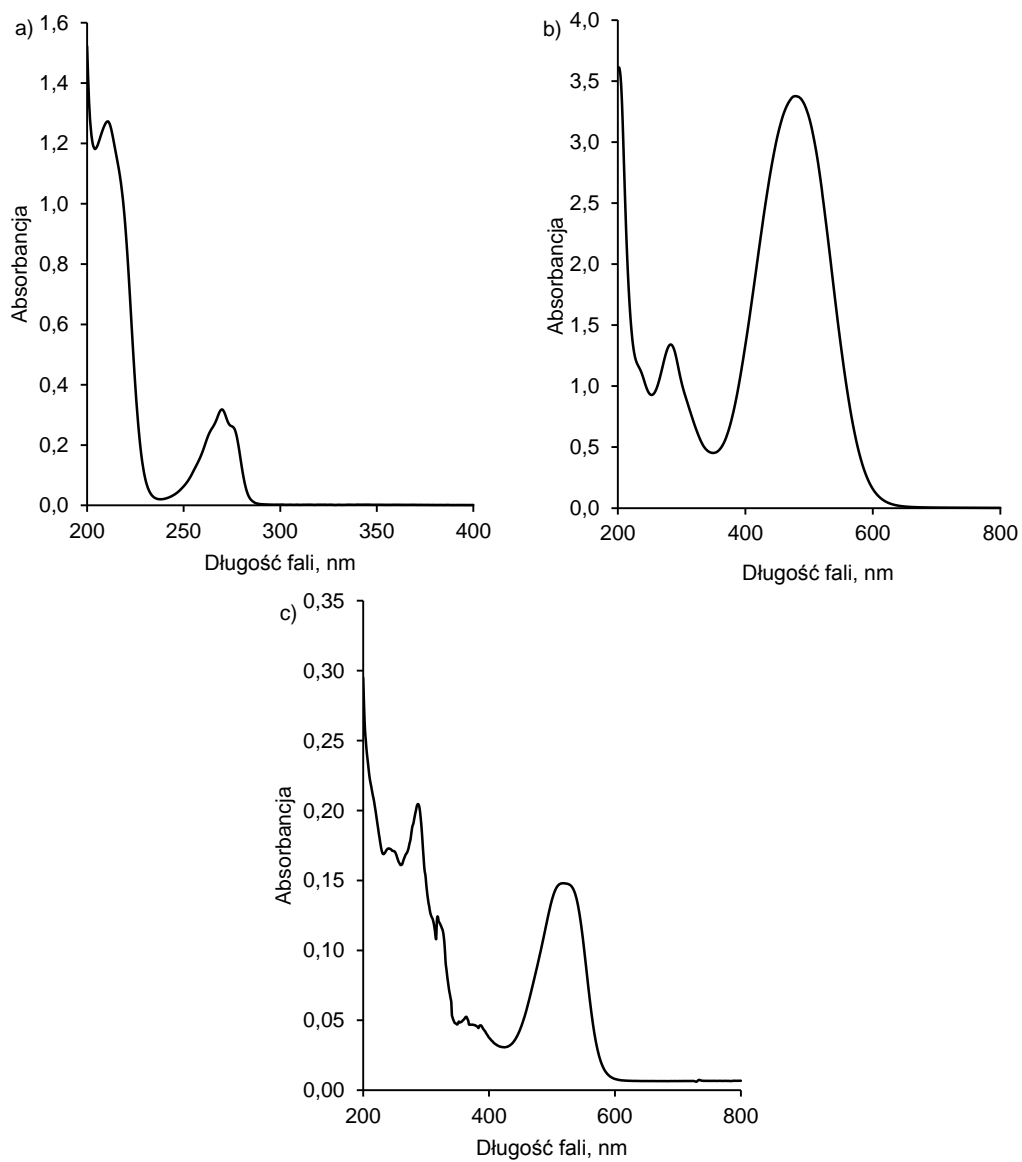 a)
1,6
1,4
1,2
1,0
0,8
0,6
0,4
0,2
0,0
Absorbancja
200 250 300 350 400
Długość fali, nm
b)
4,0
3,5
3,0
2,5
2,0
1,5
1,0
0,5
0,0
Absorbancja
200 400 600 800
Długość fali, nm
c)
0,35
0,30
0,25
0,20
0,15
0,10
0,05
0,00
Absorbancja
200 400 600 800
Długość fali, nm